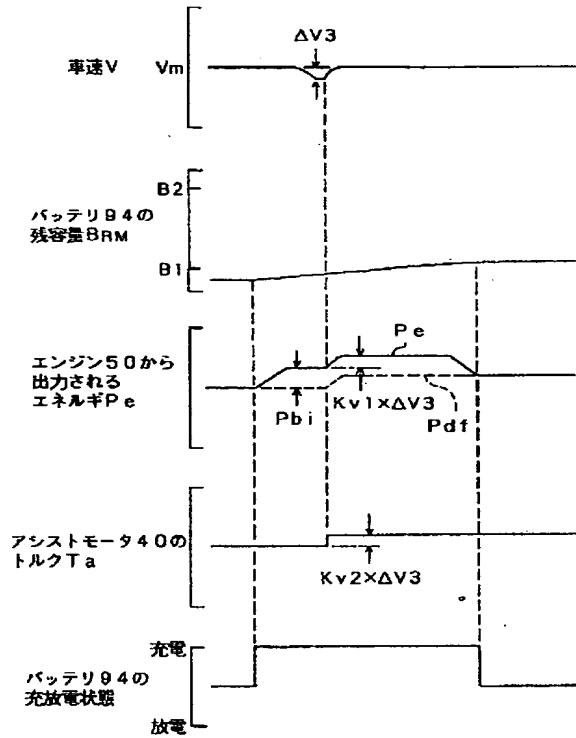 ΔV3
車速V Vm
B2
バッテリ94の
残容量BRM
B1
Pe
エンジン50から
出力される
エネルギPe
Pbi
Kv1×ΔV3
Pdf
アシストモータ40の
トルクTa
Kv2×ΔV3
充電
バッテリ94の
充放電状態
放電